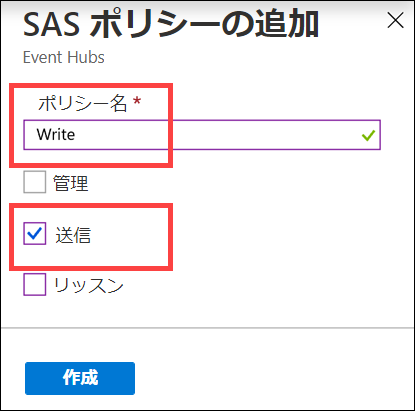 SAS ポリシーの追加
Event Hubs
ポリシー名 *
Write
管理
送信
リッスン
作成